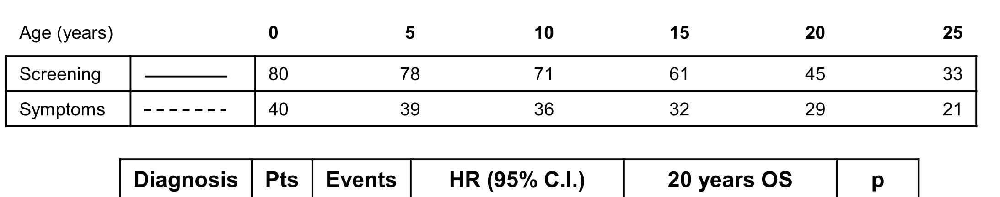 Age (years) 0 5 10 15 20 25
Screening 80 78 71 61 45 33
Symptoms 40 39 36 32 29 21
Diagnosis Pts Events HR (95% C.I.) 20 years OS p